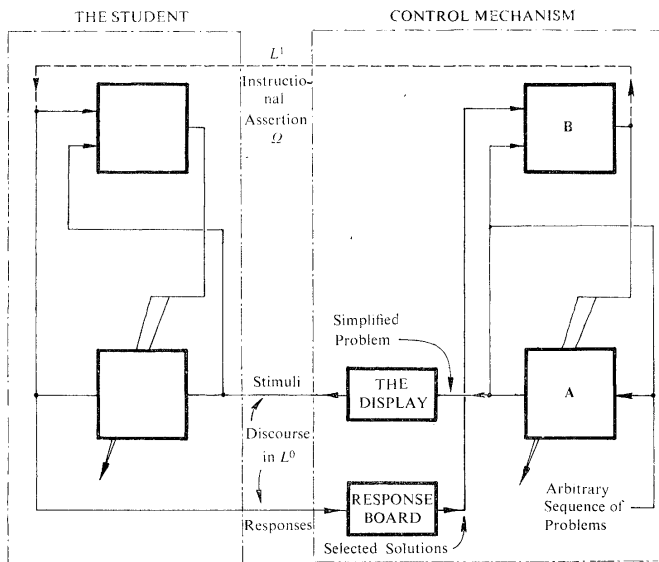 THE STUDENT
CONTROL MECHANISM
L¹
Instructio-
nal
Assertion
Ω
B
Simplified
Problem
Stimuli
THE
DISPLAY
A
Discourse
in L⁰
Responses
RESPONSE
BOARD
Selected Solutions
Arbitrary
Sequence of
Problems